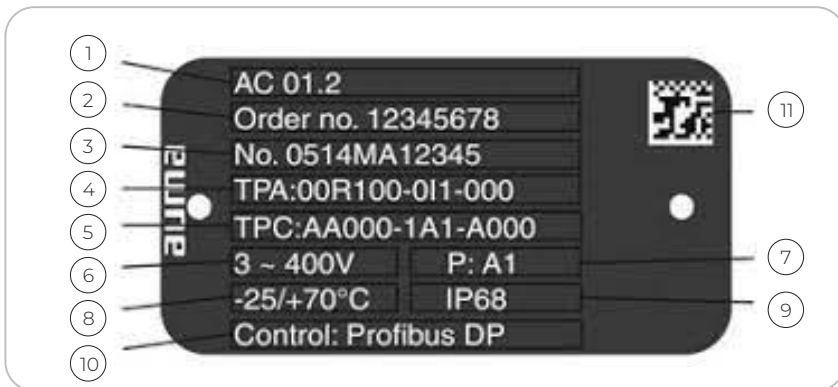 1
AC 01.2
2
Order no. 12345678
11
3
No. 0514MA12345
auma
4
TPA:00R100-0I1-000
5
TPC:AA000-1A1-A000
6
3 ~ 400V
P: A1
7
8
-25/+70°C
IP68
9
10
Control: Profibus DP